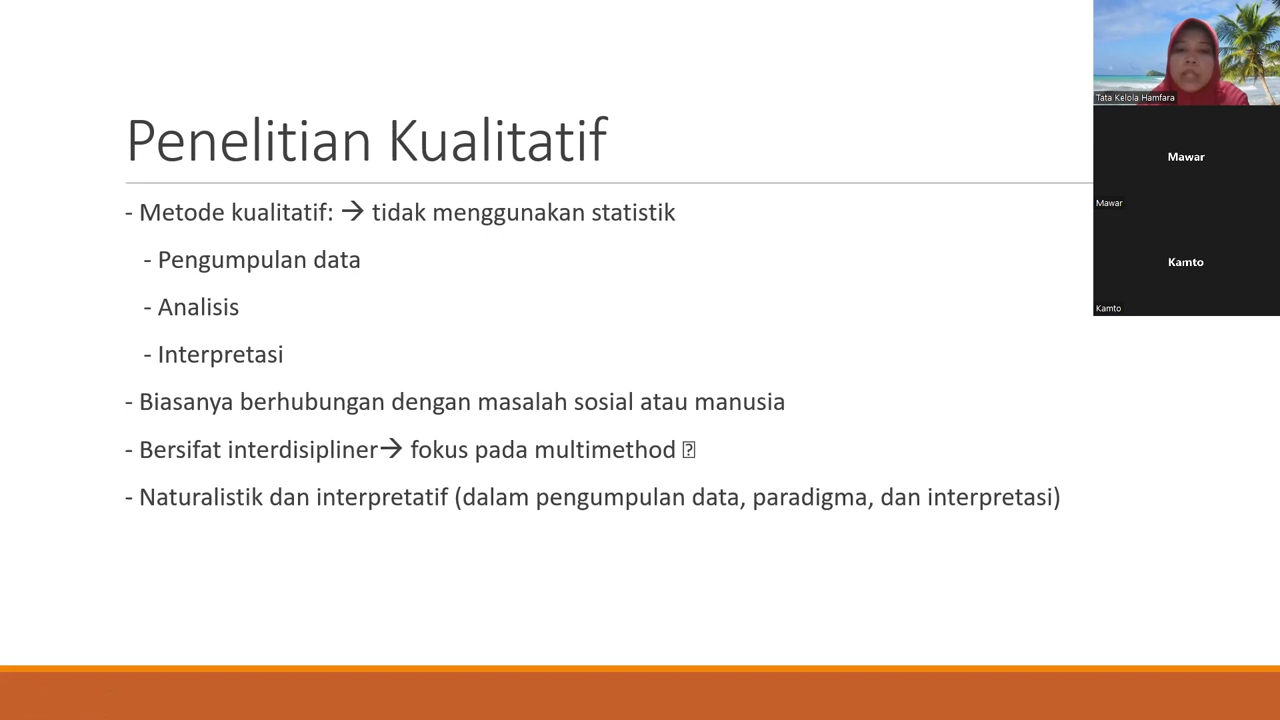 Penelitian Kualitatif
- Metode kualitatif: → tidak menggunakan statistik
- Pengumpulan data
- Analisis
- Interpretasi
- Biasanya berhubungan dengan masalah sosial atau manusia
- Bersifat interdisipliner→ fokus pada multimethod ⍰
- Naturalistik dan interpretatif (dalam pengumpulan data, paradigma, dan interpretasi)
Tata Kelola Hamfara
Mawar
Mawar
Kamto
Kamto